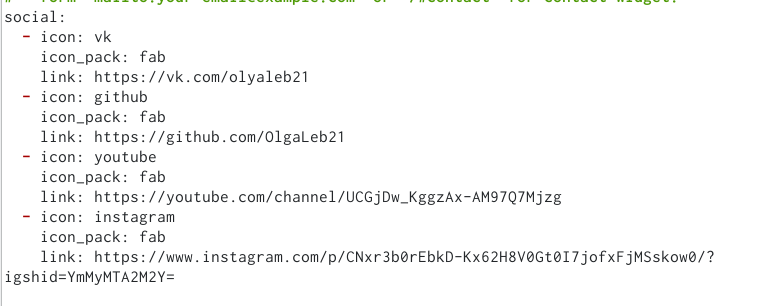 social:
- icon: vk
icon_pack: fab
link: https://vk.com/olyaleb21
- icon: github
icon_pack: fab
link: https://github.com/OlgaLeb21
- icon: youtube
icon_pack: fab
link: https://youtube.com/channel/UCGjDw_KggzAx-AM97Q7Mjzg
- icon: instagram
icon_pack: fab
link: https://www.instagram.com/p/CNxr3b0rEbkD-Kx62H8V0Gt0I7jofxFjMSskow0/?
igshid=YmMyMTA2M2Y=